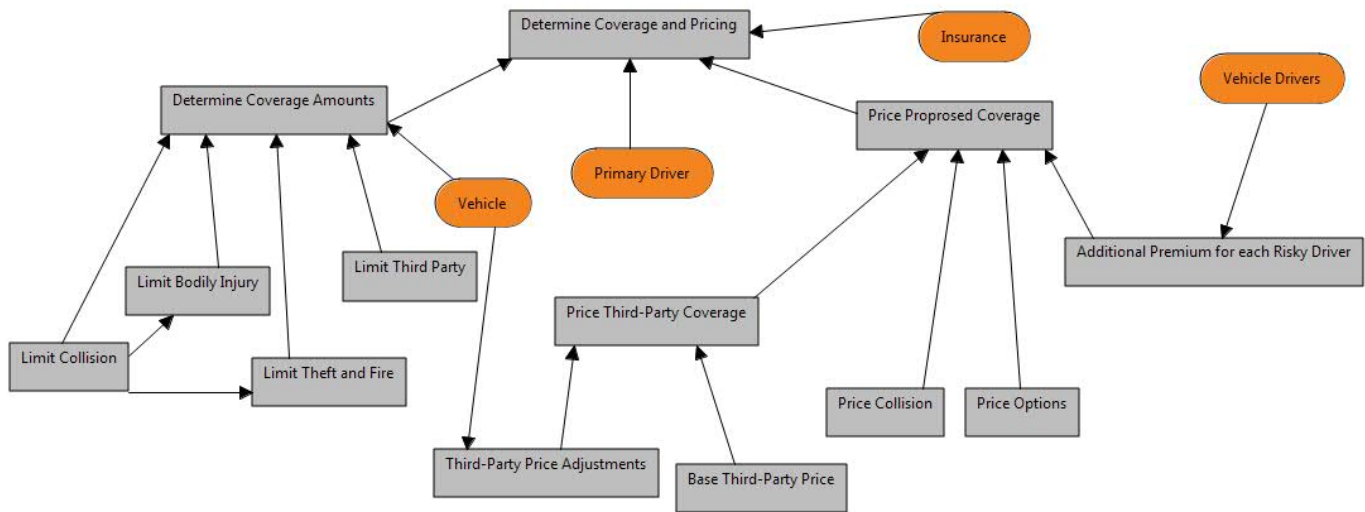 Determine Coverage and Pricing
Insurance
Vehicle Drivers
Determine Coverage Amounts
Price Proprosed Coverage
Primary Driver
Vehicle
Limit Third Party
Additional Premium for each Risky Driver
Limit Bodily Injury
Price Third-Party Coverage
Limit Collision
Limit Theft and Fire
Price Collision
Price Options
Third-Party Price Adjustments
Base Third-Party Price